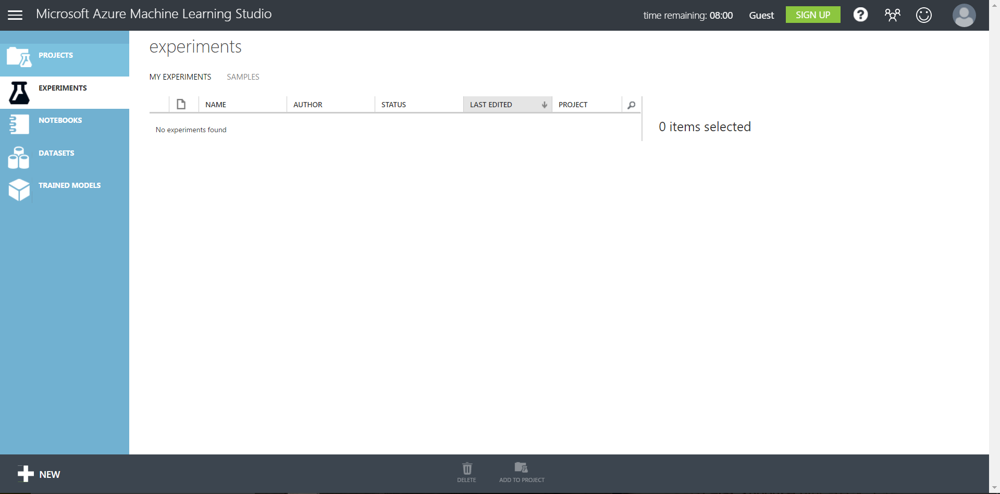 Microsoft Azure Machine Learning Studio
time remaining: 08:00 Guest SIGN UP ?
PROJECTS
EXPERIMENTS
NOTEBOOKS
DATASETS
TRAINED MODELS
experiments
MY EXPERIMENTS SAMPLES
NAME AUTHOR STATUS LAST EDITED PROJECT
No experiments found
0 items selected
NEW
DELETE
ADD TO PROJECT